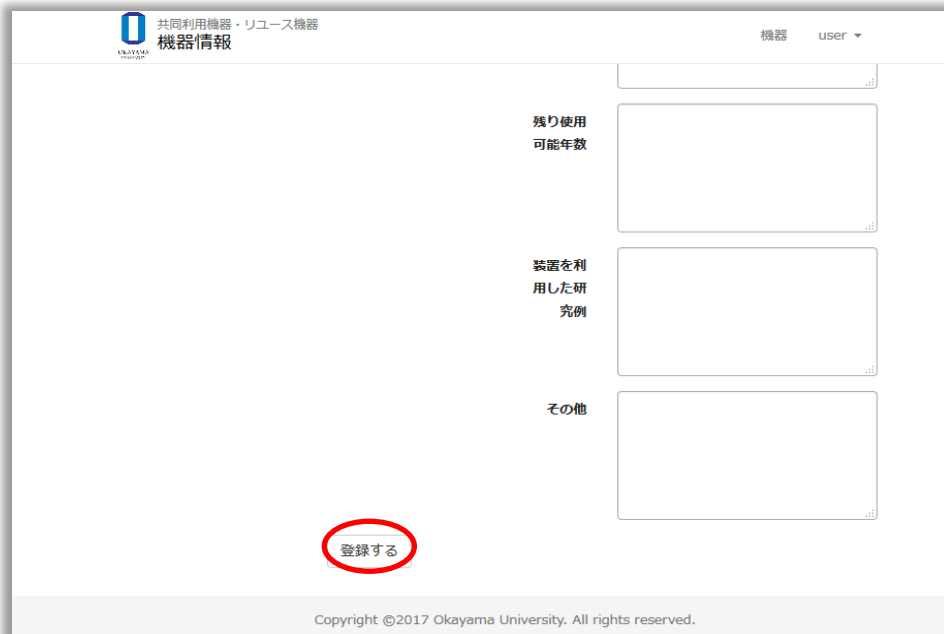 共同利用機器・リユース機器
機器情報
機器
user
OKAYAMA
残り使用
可能年数
装置を利
用した研
究例
その他
登録する
Copyright ©2017 Okayama University. All rights reserved.